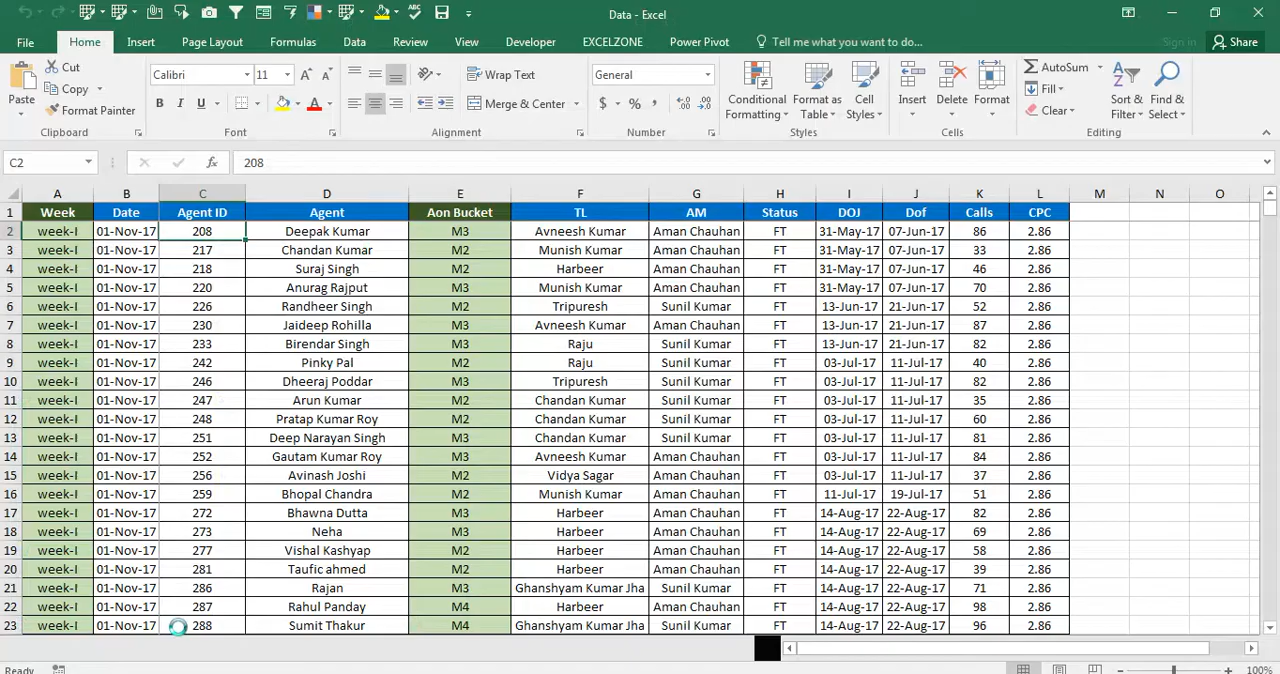 Data - Excel
File Home Insert Page Layout Formulas Data Review View Developer EXCELZONE Power Pivot Tell me what you want to do... Sign in Share
Paste
Cut
Copy
Format Painter
Clipboard
Calibri 11
B I U
Font
Wrap Text
Merge & Center
Alignment
General
$ % ,
Number
Conditional Formatting
Format as Table
Cell Styles
Styles
Insert Delete Format
Cells
AutoSum
Fill
Clear
Sort & Filter
Find & Select
Editing
C2 fx 208
A B C D E F G H I J K L M N O
1 Week Date Agent ID Agent Aon Bucket TL AM Status DOJ Dof Calls CPC
2 week-I 01-Nov-17 208 Deepak Kumar M3 Avneesh Kumar Aman Chauhan FT 31-May-17 07-Jun-17 86 2.86
3 week-I 01-Nov-17 217 Chandan Kumar M2 Munish Kumar Aman Chauhan FT 31-May-17 07-Jun-17 33 2.86
4 week-I 01-Nov-17 218 Suraj Singh M2 Harbeer Aman Chauhan FT 31-May-17 07-Jun-17 46 2.86
5 week-I 01-Nov-17 220 Anurag Rajput M3 Munish Kumar Aman Chauhan FT 31-May-17 07-Jun-17 70 2.86
6 week-I 01-Nov-17 226 Randheer Singh M2 Tripuresh Sunil Kumar FT 13-Jun-17 21-Jun-17 52 2.86
7 week-I 01-Nov-17 230 Jaideep Rohilla M3 Avneesh Kumar Aman Chauhan FT 13-Jun-17 21-Jun-17 87 2.86
8 week-I 01-Nov-17 233 Birendar Singh M3 Raju Sunil Kumar FT 13-Jun-17 21-Jun-17 82 2.86
9 week-I 01-Nov-17 242 Pinky Pal M2 Raju Sunil Kumar FT 03-Jul-17 11-Jul-17 40 2.86
10 week-I 01-Nov-17 246 Dheeraj Poddar M3 Tripuresh Sunil Kumar FT 03-Jul-17 11-Jul-17 82 2.86
11 week-I 01-Nov-17 247 Arun Kumar M2 Chandan Kumar Sunil Kumar FT 03-Jul-17 11-Jul-17 35 2.86
12 week-I 01-Nov-17 248 Pratap Kumar Roy M2 Chandan Kumar Sunil Kumar FT 03-Jul-17 11-Jul-17 60 2.86
13 week-I 01-Nov-17 251 Deep Narayan Singh M3 Chandan Kumar Sunil Kumar FT 03-Jul-17 11-Jul-17 81 2.86
14 week-I 01-Nov-17 252 Gautam Kumar Roy M3 Avneesh Kumar Aman Chauhan FT 03-Jul-17 11-Jul-17 84 2.86
15 week-I 01-Nov-17 256 Avinash Joshi M2 Vidya Sagar Aman Chauhan FT 03-Jul-17 11-Jul-17 37 2.86
16 week-I 01-Nov-17 259 Bhopal Chandra M2 Munish Kumar Aman Chauhan FT 11-Jul-17 19-Jul-17 51 2.86
17 week-I 01-Nov-17 272 Bhawna Dutta M3 Harbeer Aman Chauhan FT 14-Aug-17 22-Aug-17 82 2.86
18 week-I 01-Nov-17 273 Neha M3 Harbeer Aman Chauhan FT 14-Aug-17 22-Aug-17 69 2.86
19 week-I 01-Nov-17 277 Vishal Kashyap M2 Harbeer Aman Chauhan FT 14-Aug-17 22-Aug-17 58 2.86
20 week-I 01-Nov-17 281 Taufic ahmed M2 Harbeer Aman Chauhan FT 14-Aug-17 22-Aug-17 39 2.86
21 week-I 01-Nov-17 286 Rajan M3 Ghanshyam Kumar Jha Sunil Kumar FT 14-Aug-17 22-Aug-17 71 2.86
22 week-I 01-Nov-17 287 Rahul Panday M4 Harbeer Aman Chauhan FT 14-Aug-17 22-Aug-17 98 2.86
23 week-I 01-Nov-17 288 Sumit Thakur M4 Ghanshyam Kumar Jha Sunil Kumar FT 14-Aug-17 22-Aug-17 96 2.86
Ready 100%